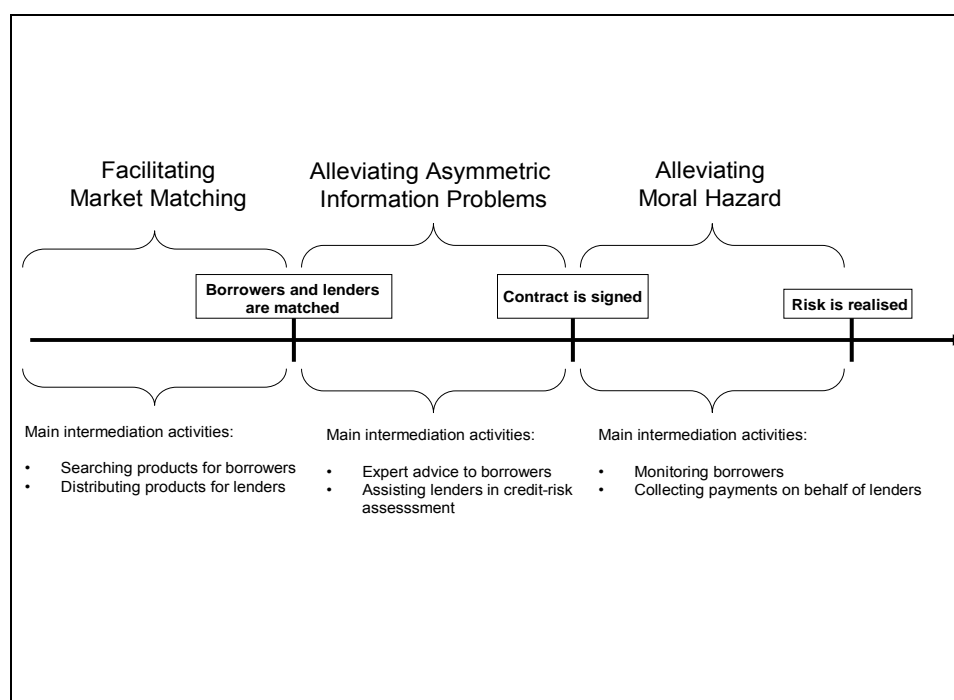 Facilitating
Market Matching
Alleviating Asymmetric
Information Problems
Alleviating
Moral Hazard
Borrowers and lenders
are matched
Contract is signed
Risk is realised
Main intermediation activities:
• Searching products for borrowers
• Distributing products for lenders
Main intermediation activities:
• Expert advice to borrowers
• Assisting lenders in credit-risk
assesssment
Main intermediation activities:
• Monitoring borrowers
• Collecting payments on behalf of lenders